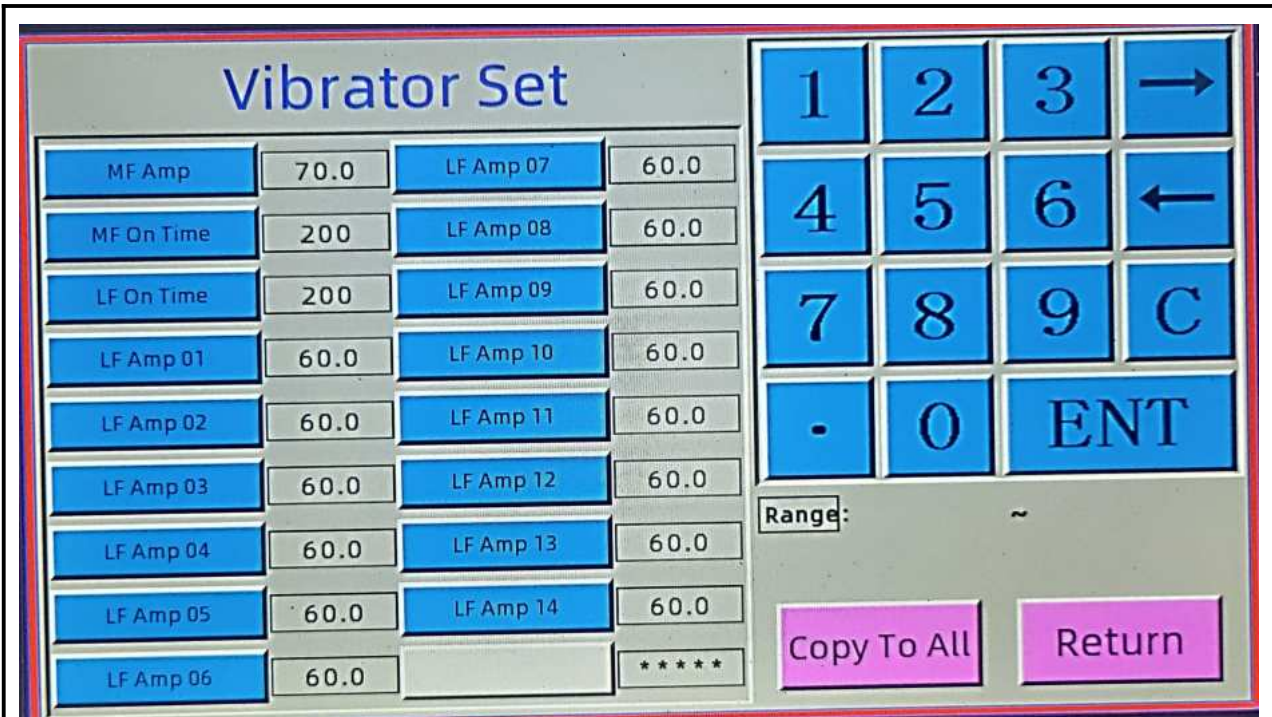 Vibrator Set
MF Amp 70.0
MF On Time 200
LF On Time 200
LF Amp 01 60.0
LF Amp 02 60.0
LF Amp 03 60.0
LF Amp 04 60.0
LF Amp 05 60.0
LF Amp 06 60.0
LF Amp 07 60.0
LF Amp 08 60.0
LF Amp 09 60.0
LF Amp 10 60.0
LF Amp 11 60.0
LF Amp 12 60.0
LF Amp 13 60.0
LF Amp 14 60.0
*****
1 2 3 →
4 5 6 ←
7 8 9 C
. 0 ENT
Range: ~
Copy To All Return